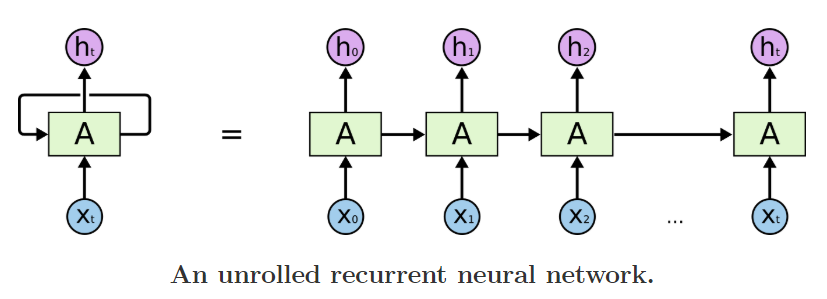 hₜ h₀ h₁ h₂ hₜ
A = A A A A
xₜ x₀ x₁ x₂ ... xₜ
An unrolled recurrent neural network.